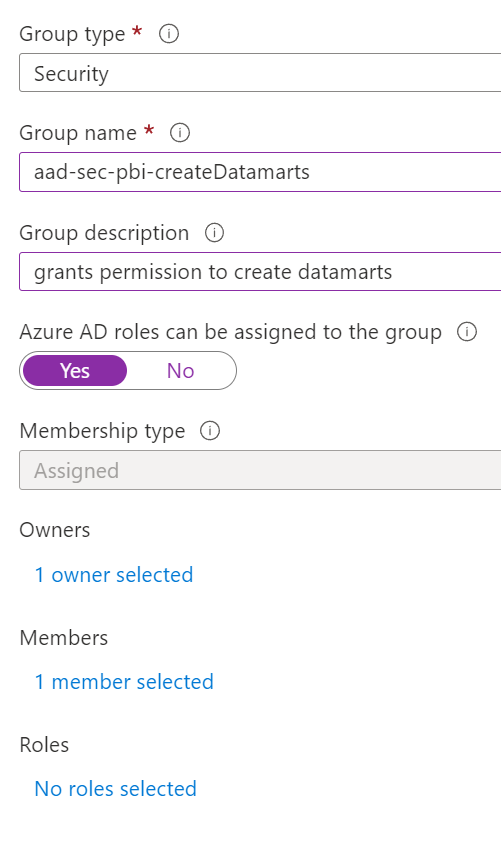 Group type *
Security
Group name *
aad-sec-pbi-createDatamarts
Group description
grants permission to create datamarts
Azure AD roles can be assigned to the group
Yes No
Membership type
Assigned
Owners
1 owner selected
Members
1 member selected
Roles
No roles selected